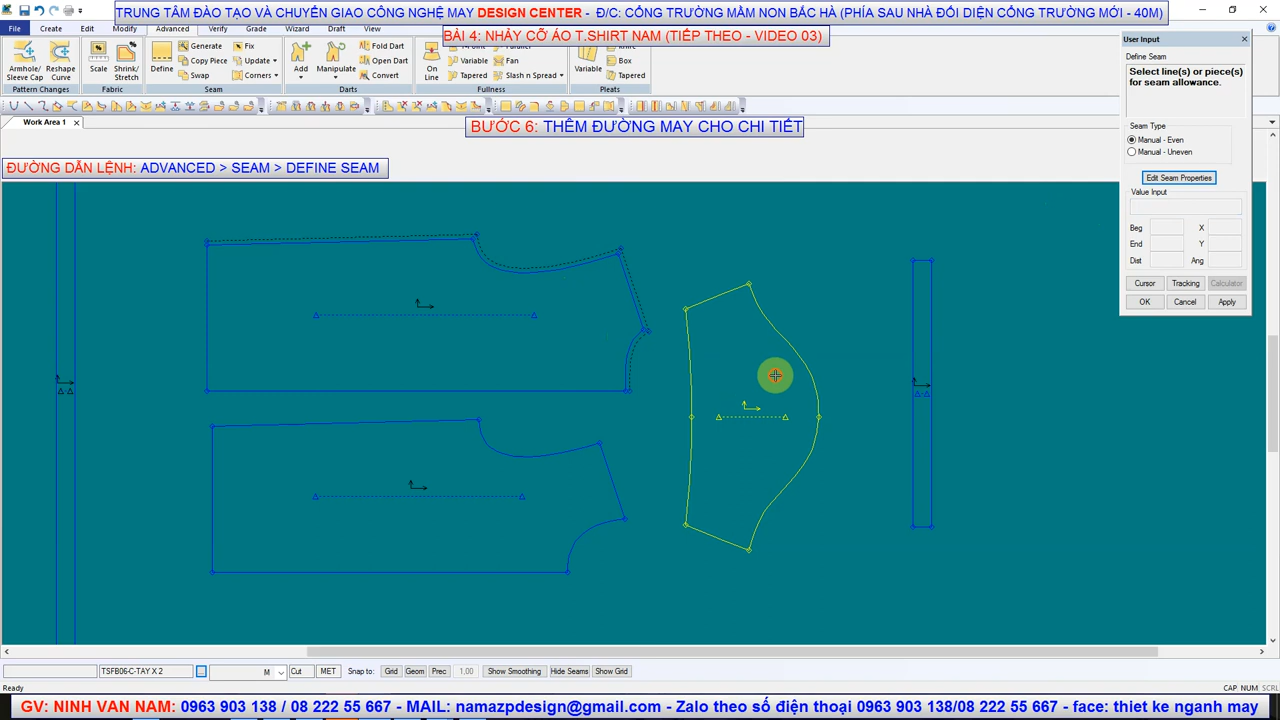 TRUNG TÂM ĐÀO TẠO VÀ CHUYỂN GIAO CÔNG NGHỆ MAY DESIGN CENTER - Đ/C: CỔNG TRƯỜNG MẦM NON BẮC HÀ (PHÍA SAU NHÀ ĐỐI DIỆN CỔNG TRƯỜNG MỚI - 40M)
File Create Edit Modify Advanced Verify Grade Wizard Draft View
BÀI 4: NHẢY CỠ ÁO T.SHIRT NAM (TIẾP THEO - VIDEO 03)
Armhole/ Sleeve Cap
Reshape Curve
Pattern Changes
Scale
Shrink/ Stretch
Fabric
Define
Generate
Copy Piece
Swap
Fix
Update
Corners
Seam
Add
Manipulate
Fold Dart
Open Dart
Convert
Darts
On Line
Variable
Tapered
Parallel
Box
Slash n Spread
Fullness
Variable
Knife
Box
Tapered
Pleats
Work Area 1
BƯỚC 6: THÊM ĐƯỜNG MAY CHO CHI TIẾT
ĐƯỜNG DẪN LỆNH: ADVANCED > SEAM > DEFINE SEAM
User Input
Define Seam
Select line(s) or piece(s)
for seam allowance.
Seam Type
Manual - Even
Manual - Uneven
Edit Seam Properties
Value Input
Beg X
End Y
Dist Ang
Cursor Tracking Calculator
OK Cancel Apply
TSFB06-C-TAY X 2 M Cut MET Snap to: Grid Geom Prec 1,00 Show Smoothing Hide Seams Show Grid
Ready
CAP NUM SCRL
GV: NINH VAN NAM: 0963 903 138 / 08 222 55 667 - MAIL: namazpdesign@gmail.com - Zalo theo số điện thoại 0963 903 138/08 222 55 667 - face: thiet ke nganh may